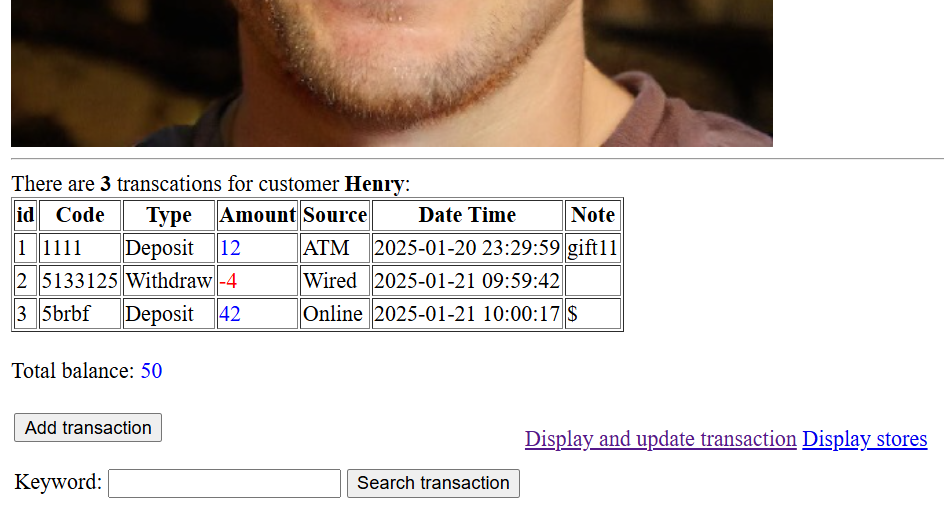 There are 3 transcations for customer Henry:
id Code Type Amount Source Date Time Note
1 1111 Deposit 12 ATM 2025-01-20 23:29:59 gift11
2 5133125 Withdraw -4 Wired 2025-01-21 09:59:42
3 5brbf Deposit 42 Online 2025-01-21 10:00:17 $
Total balance: 50
Add transaction
Display and update transaction Display stores
Keyword: Search transaction